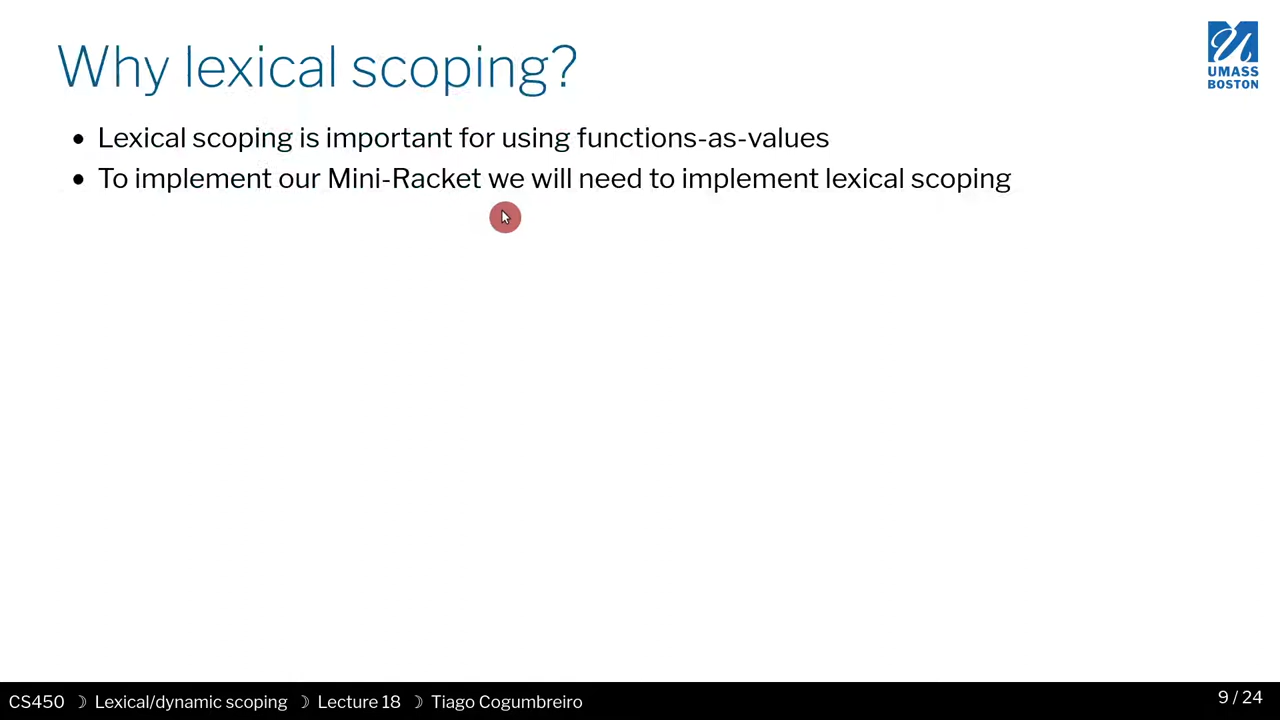 Why lexical scoping?
UMASS
BOSTON
• Lexical scoping is important for using functions-as-values
• To implement our Mini-Racket we will need to implement lexical scoping
CS450 ☽ Lexical/dynamic scoping ☽ Lecture 18 ☽ Tiago Cogumbreiro
9 / 24